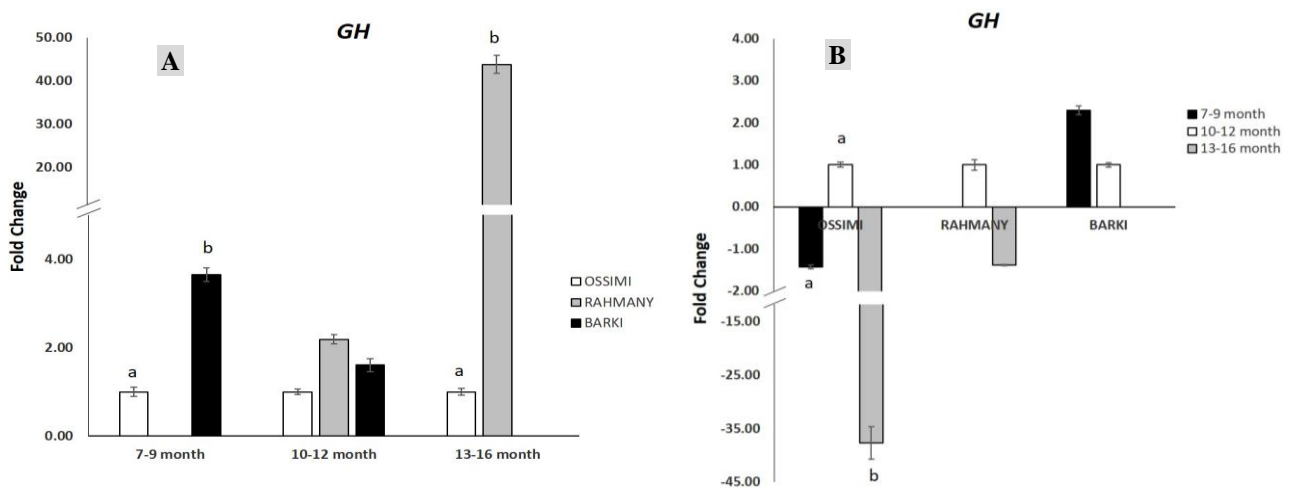 GH
A
50.00
40.00
30.00
20.00
4.00
2.00
0.00
Fold Change
a
b
a
b
7-9 month
10-12 month
13-16 month
OSSIMI
RAHMANY
BARKI
GH
B
4.00
3.00
2.00
1.00
0.00
-1.00
-2.00
-15.00
-25.00
-35.00
-45.00
Fold Change
a
a
b
OSSIMI
RAHMANY
BARKI
7-9 month
10-12 month
13-16 month